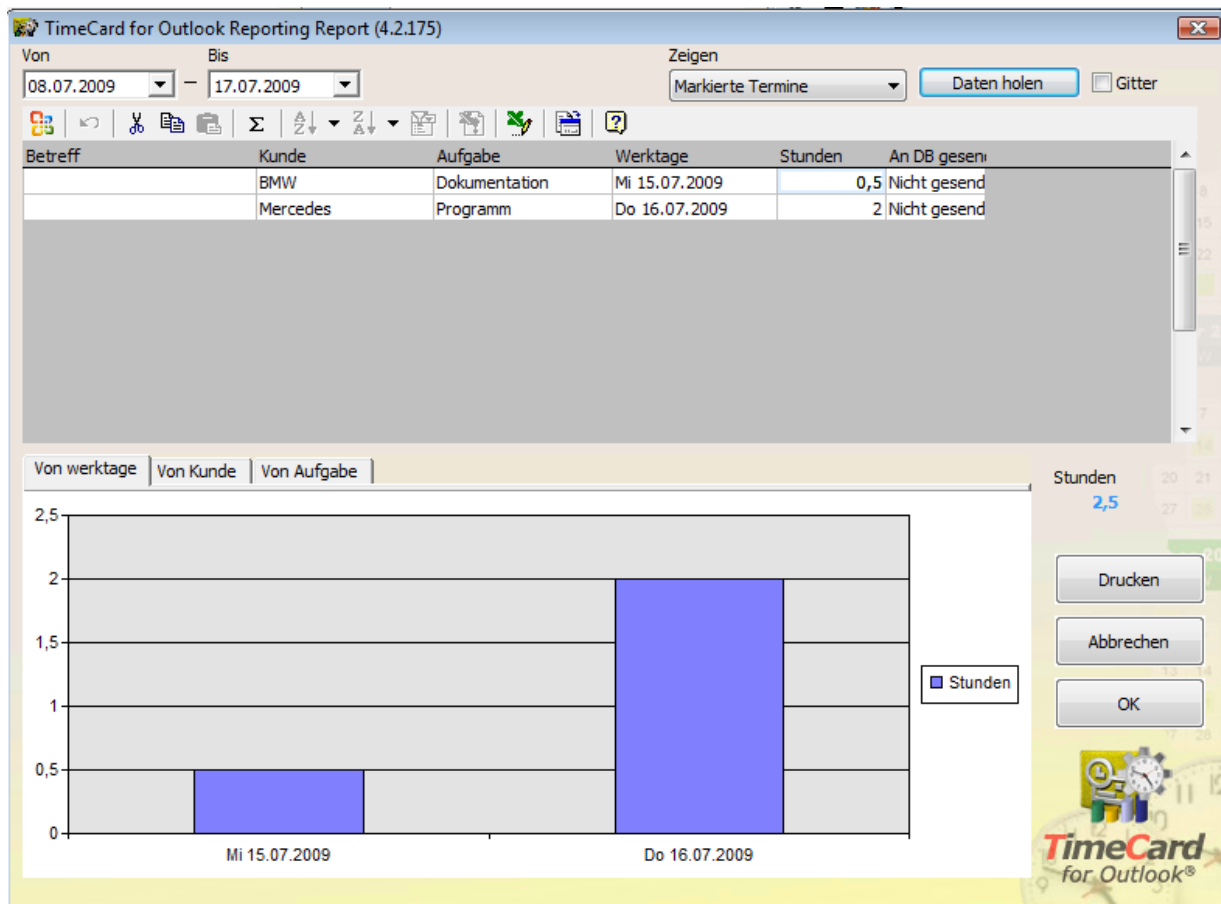 TimeCard for Outlook Reporting Report (4.2.175)
Von Bis Zeigen
08.07.2009 – 17.07.2009 Markierte Termine Daten holen Gitter
Betreff Kunde Aufgabe Werktage Stunden An DB gesen
BMW Dokumentation Mi 15.07.2009 0,5 Nicht gesend
Mercedes Programm Do 16.07.2009 2 Nicht gesend
Von werktage Von Kunde Von Aufgabe
Stunden
2,5
2,5
2
1,5
1
0,5
0
Mi 15.07.2009 Do 16.07.2009
Stunden
Drucken
Abbrechen
OK
TimeCard
for Outlook®